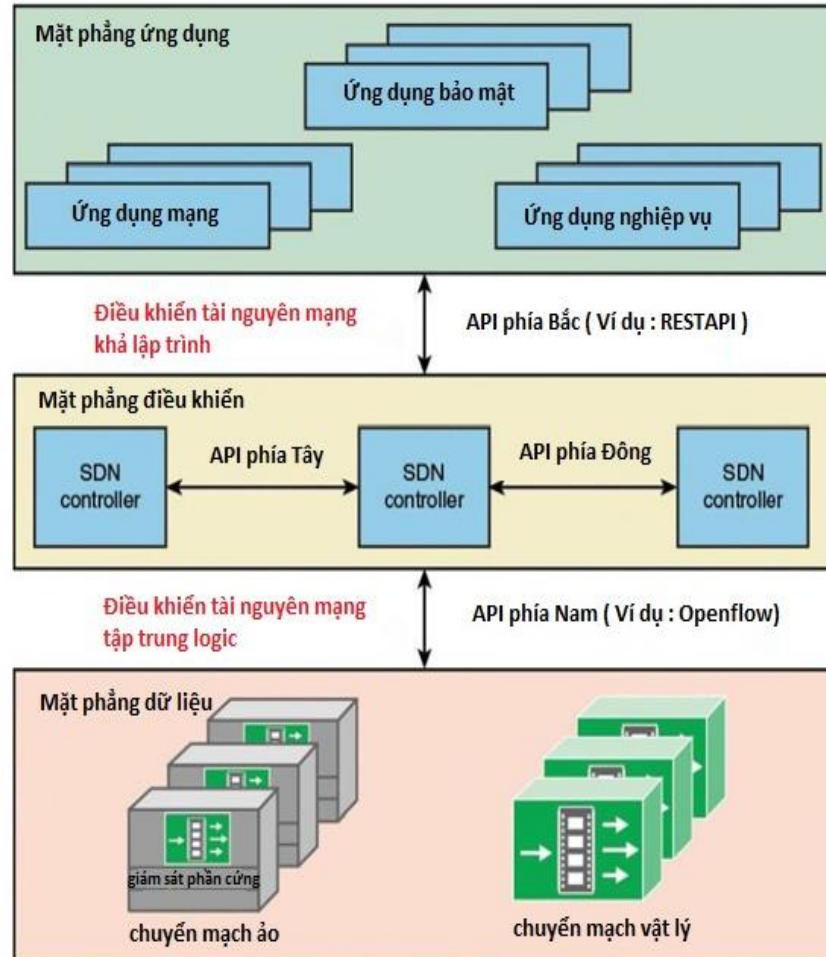 Mặt phẳng ứng dụng
Ứng dụng bảo mật
Ứng dụng mạng
Ứng dụng nghiệp vụ
Điều khiển tài nguyên mạng
khả lập trình
API phía Bắc ( Ví dụ : RESTAPI )
Mặt phẳng điều khiển
SDN
controller
API phía Tây
SDN
controller
API phía Đông
SDN
controller
Điều khiển tài nguyên mạng
tập trung logic
API phía Nam ( Ví dụ : Openflow)
Mặt phẳng dữ liệu
giám sát phần cứng
chuyển mạch ảo
chuyển mạch vật lý